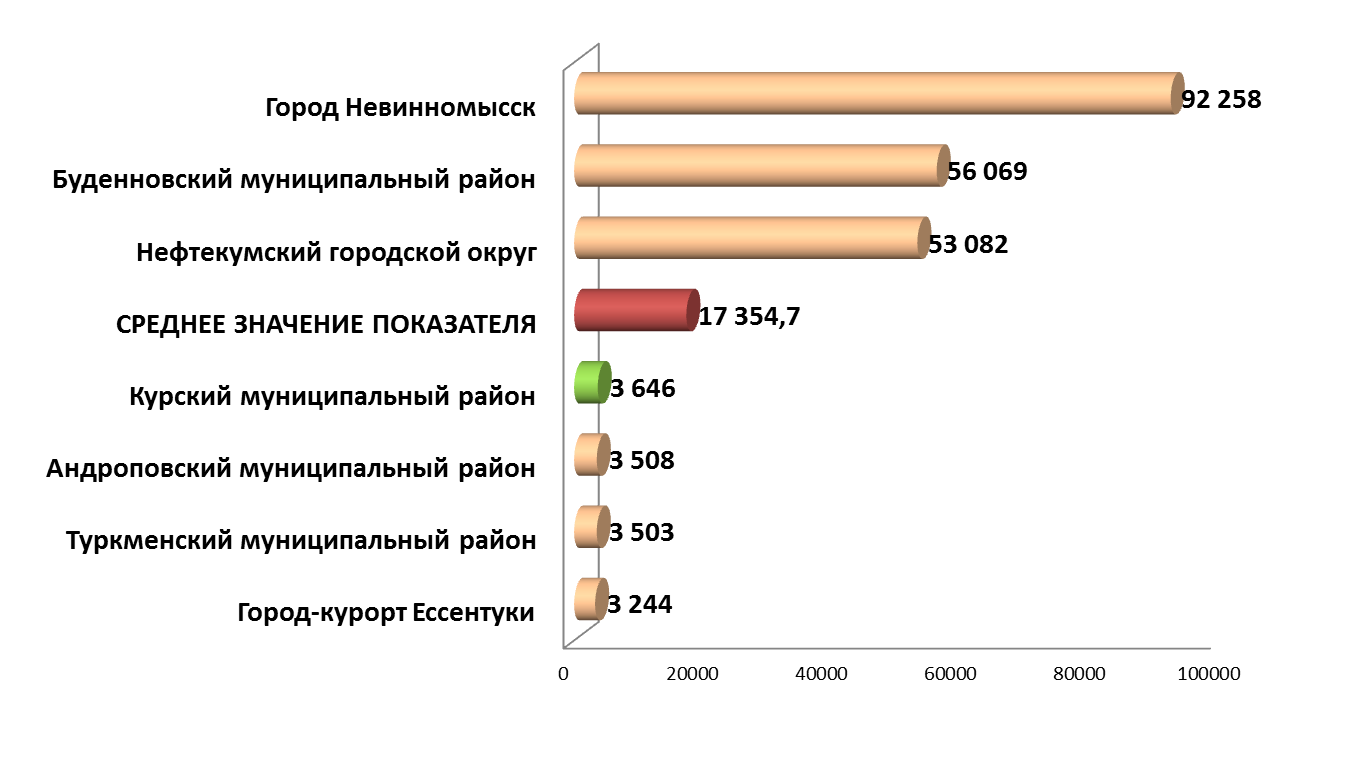 Город Невинномысск 92 258
Буденновский муниципальный район 56 069
Нефтекумский городской округ 53 082
СРЕДНЕЕ ЗНАЧЕНИЕ ПОКАЗАТЕЛЯ 17 354,7
Курский муниципальный район 3 646
Андроповский муниципальный район 3 508
Туркменский муниципальный район 3 503
Город-курорт Ессентуки 3 244
0 20000 40000 60000 80000 100000